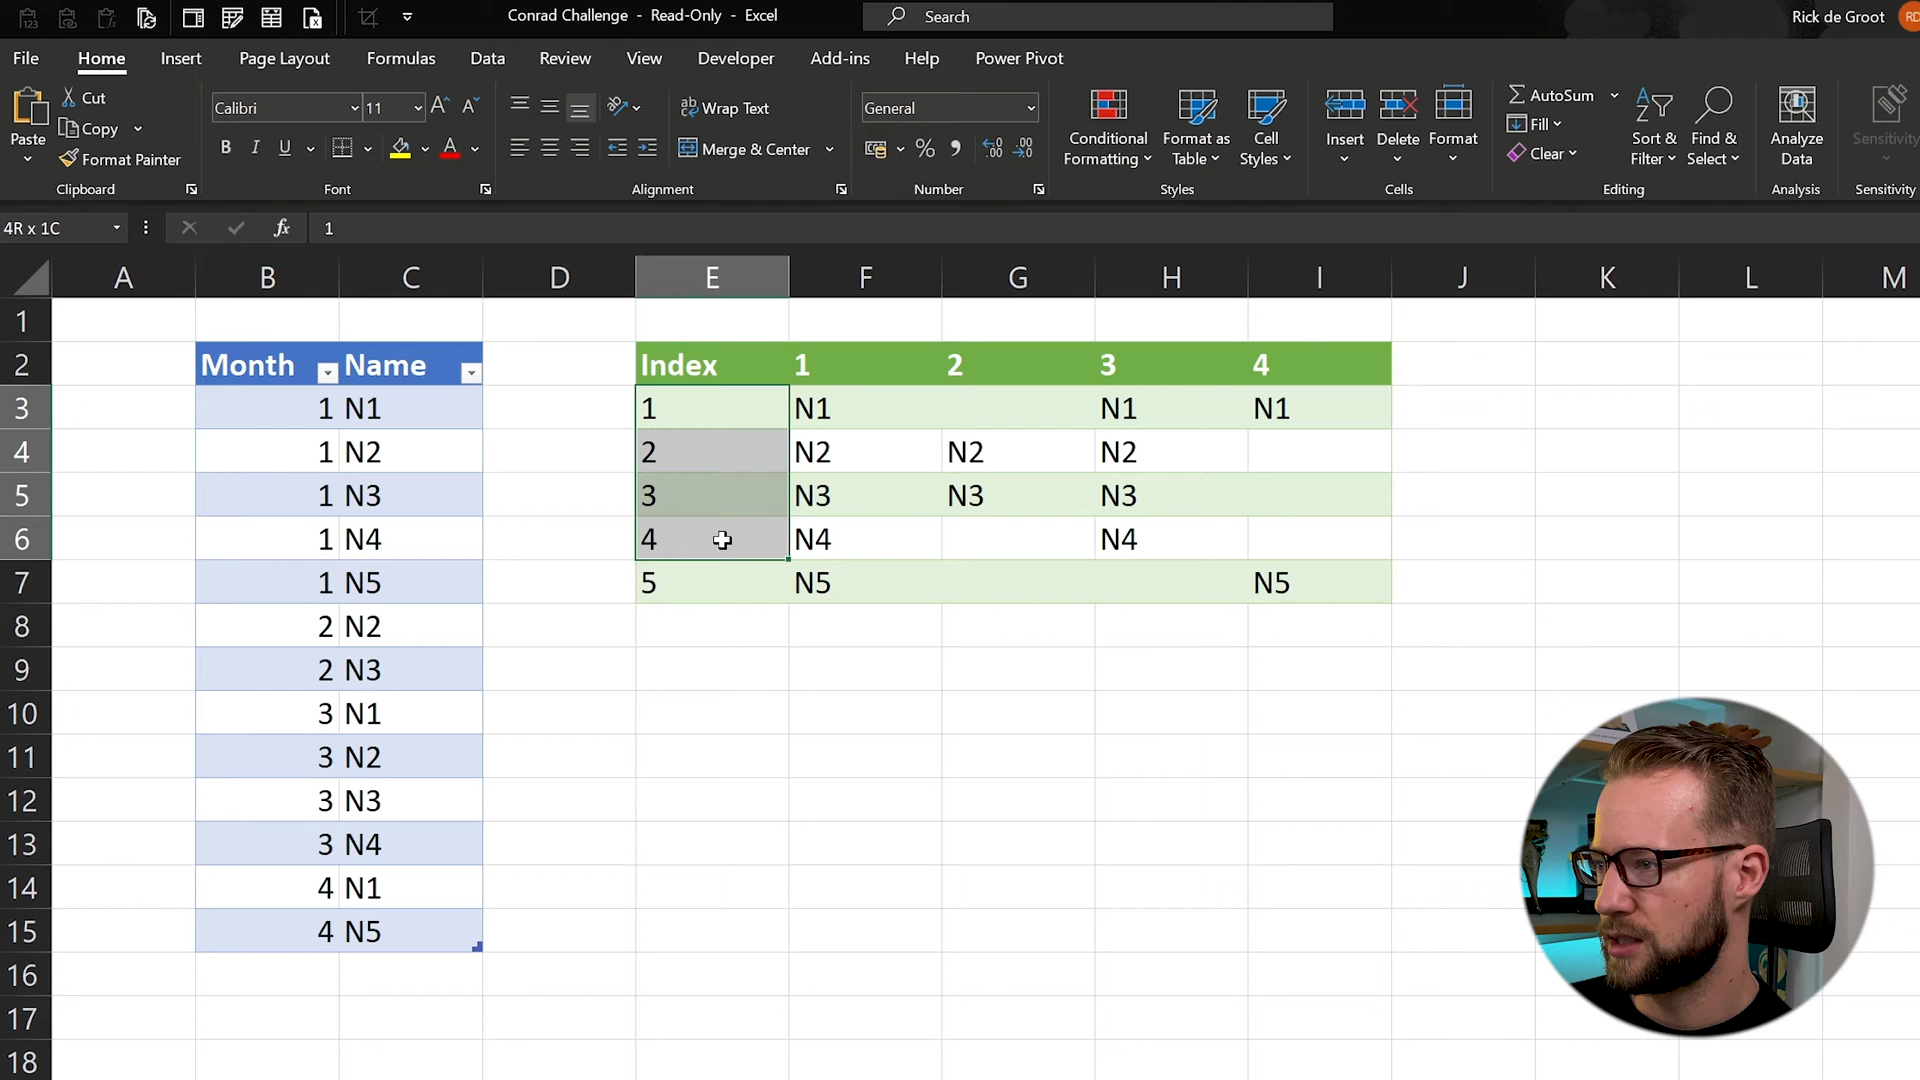 Conrad Challenge - Read-Only - Excel
Search
Rick de Groot
RD
File Home Insert Page Layout Formulas Data Review View Developer Add-ins Help Power Pivot
Paste
Cut
Copy
Format Painter
Clipboard
Calibri 11
B I U
Font
Wrap Text
Merge & Center
Alignment
General
%
Number
Conditional Formatting
Format as Table
Cell Styles
Styles
Insert
Delete
Format
Cells
AutoSum
Fill
Clear
Sort & Filter
Find & Select
Editing
Analyze Data
Analysis
Sensitivity
Sensitivity
4R x 1C fx 1
A B C D E F G H I J K L M
1
2 Month Name Index 1 2 3 4
3 1 N1 1 N1 N1 N1
4 1 N2 2 N2 N2 N2
5 1 N3 3 N3 N3 N3
6 1 N4 4 N4 N4
7 1 N5 5 N5 N5
8 2 N2
9 2 N3
10 3 N1
11 3 N2
12 3 N3
13 3 N4
14 4 N1
15 4 N5
16
17
18